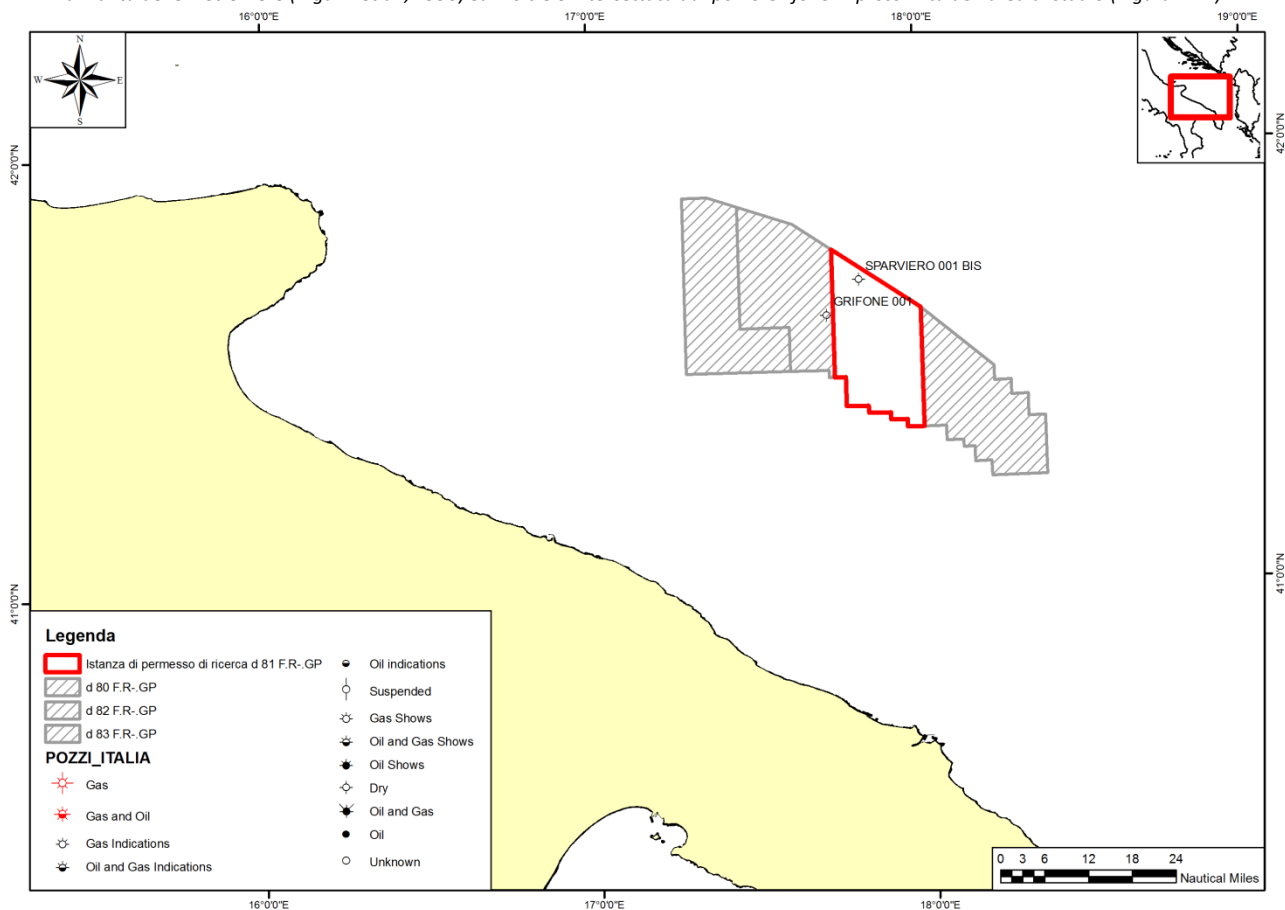 16°0'0"E 17°0'0"E 18°0'0"E 19°0'0"E
N
W E
S
42°0'0"N 42°0'0"N
SPARVIERO 001 BIS
GRIFONE 001
41°0'0"N 41°0'0"N
Legenda
Istanza di permesso di ricerca d 81 F.R-.GP
d 80 F.R-.GP
d 82 F.R-.GP
d 83 F.R-.GP
POZZI_ITALIA
Gas
Gas and Oil
Gas Indications
Oil and Gas Indications
Oil indications
Suspended
Gas Shows
Oil and Gas Shows
Oil Shows
Dry
Oil and Gas
Oil
Unknown
0 3 6 12 18 24
Nautical Miles
16°0'0"E 17°0'0"E 18°0'0"E